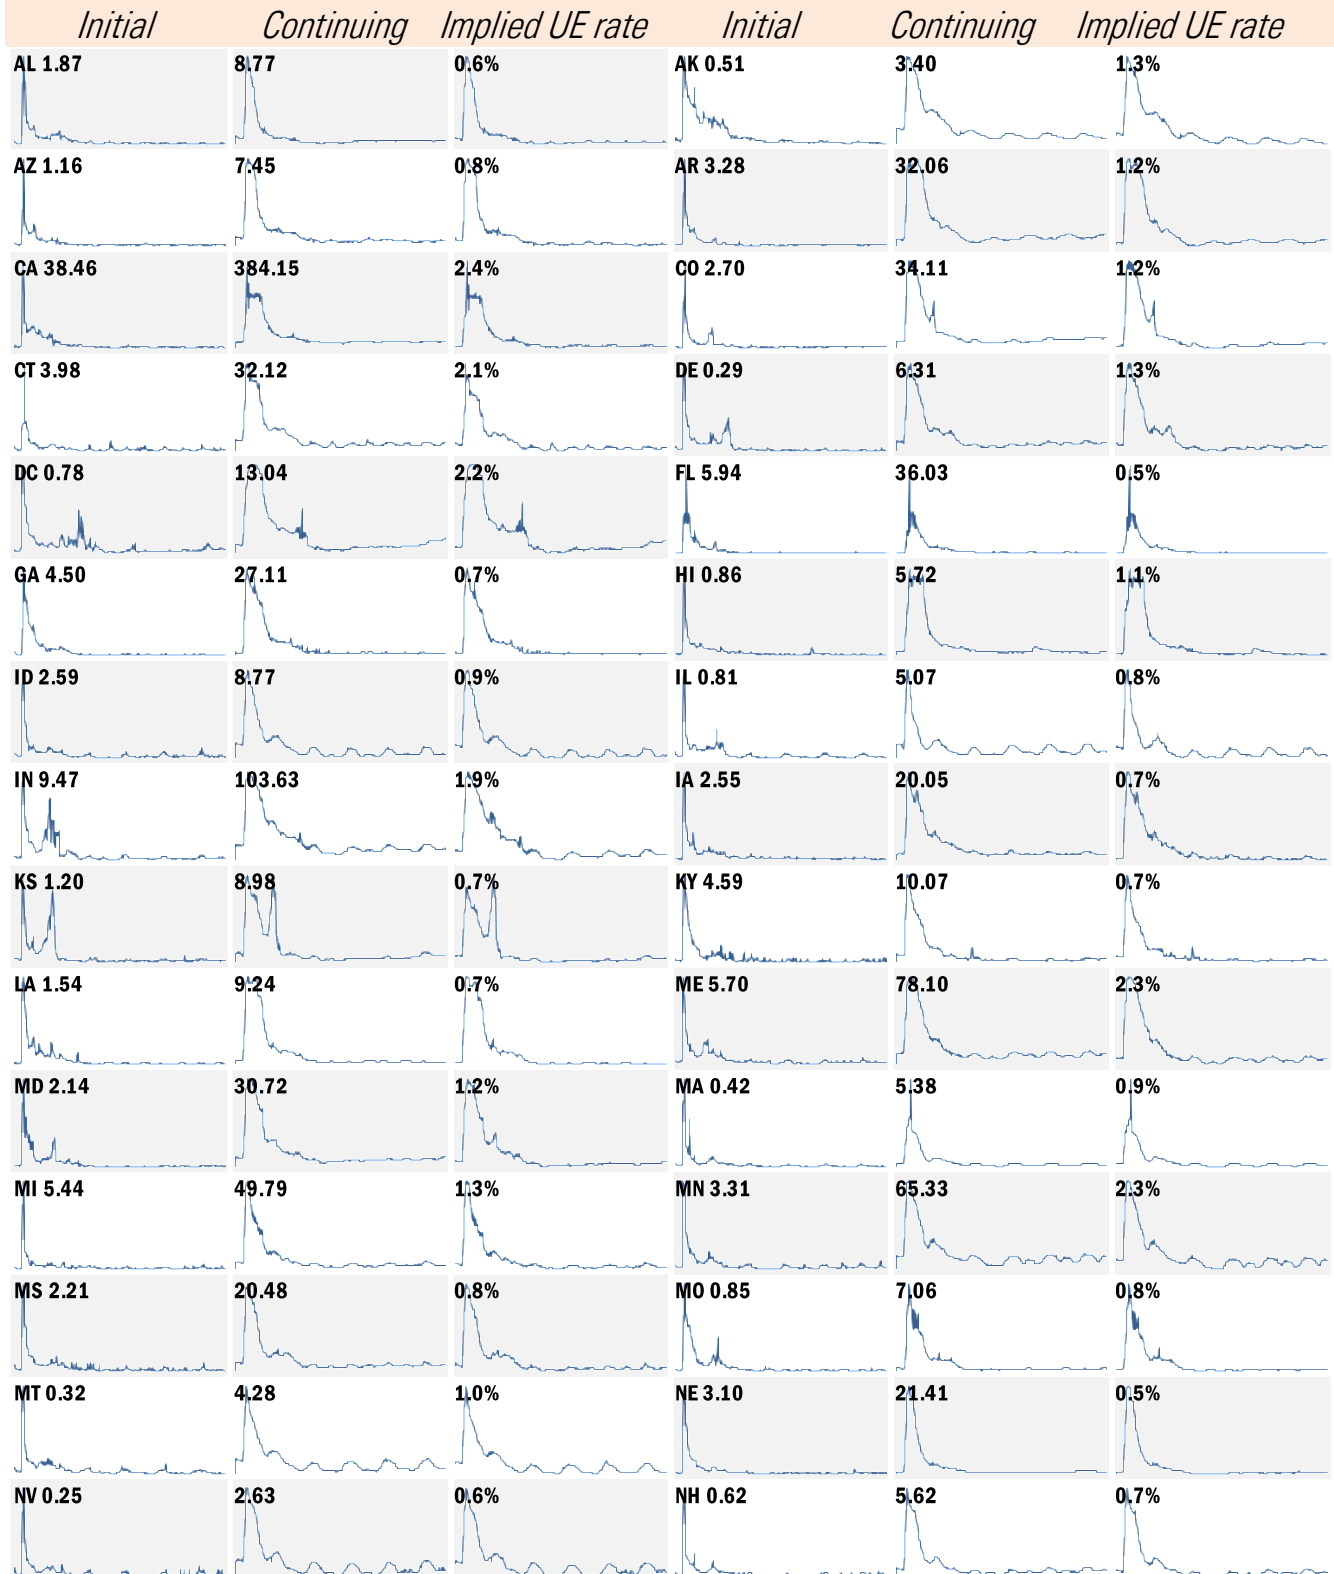 Initial Continuing Implied UE rate Initial Continuing Implied UE rate
AL 1.87 8.77 0.6% AK 0.51 3.40 1.3%
AZ 1.16 7.45 0.8% AR 3.28 32.06 1.2%
CA 38.46 384.15 2.4% CO 2.70 34.11 1.2%
CT 3.98 32.12 2.1% DE 0.29 6.31 1.3%
DC 0.78 13.04 2.2% FL 5.94 36.03 0.5%
GA 4.50 27.11 0.7% HI 0.86 5.72 1.1%
ID 2.59 8.77 0.9% IL 0.81 5.07 0.8%
IN 9.47 103.63 1.9% IA 2.55 20.05 0.7%
KS 1.20 8.98 0.7% KY 4.59 10.07 0.7%
LA 1.54 9.24 0.7% ME 5.70 78.10 2.3%
MD 2.14 30.72 1.2% MA 0.42 5.38 0.9%
MI 5.44 49.79 1.3% MN 3.31 65.33 2.3%
MS 2.21 20.48 0.8% MO 0.85 7.06 0.8%
MT 0.32 4.28 1.0% NE 3.10 21.41 0.5%
NV 0.25 2.63 0.6% NH 0.62 5.62 0.7%